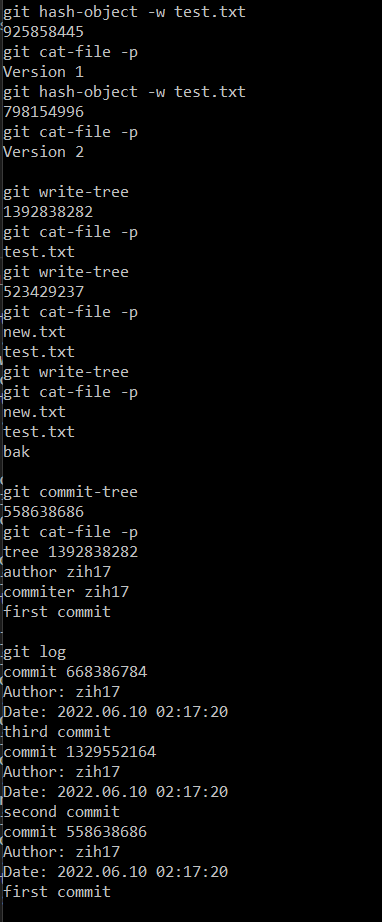 git hash-object -w test.txt
925858445
git cat-file -p
Version 1
git hash-object -w test.txt
798154996
git cat-file -p
Version 2
git write-tree
1392838282
git cat-file -p
test.txt
git write-tree
523429237
git cat-file -p
new.txt
test.txt
git write-tree
git cat-file -p
new.txt
test.txt
bak
git commit-tree
558638686
git cat-file -p
tree 1392838282
author zih17
commiter zih17
first commit
git log
commit 668386784
Author: zih17
Date: 2022.06.10 02:17:20
third commit
commit 1329552164
Author: zih17
Date: 2022.06.10 02:17:20
second commit
commit 558638686
Author: zih17
Date: 2022.06.10 02:17:20
first commit